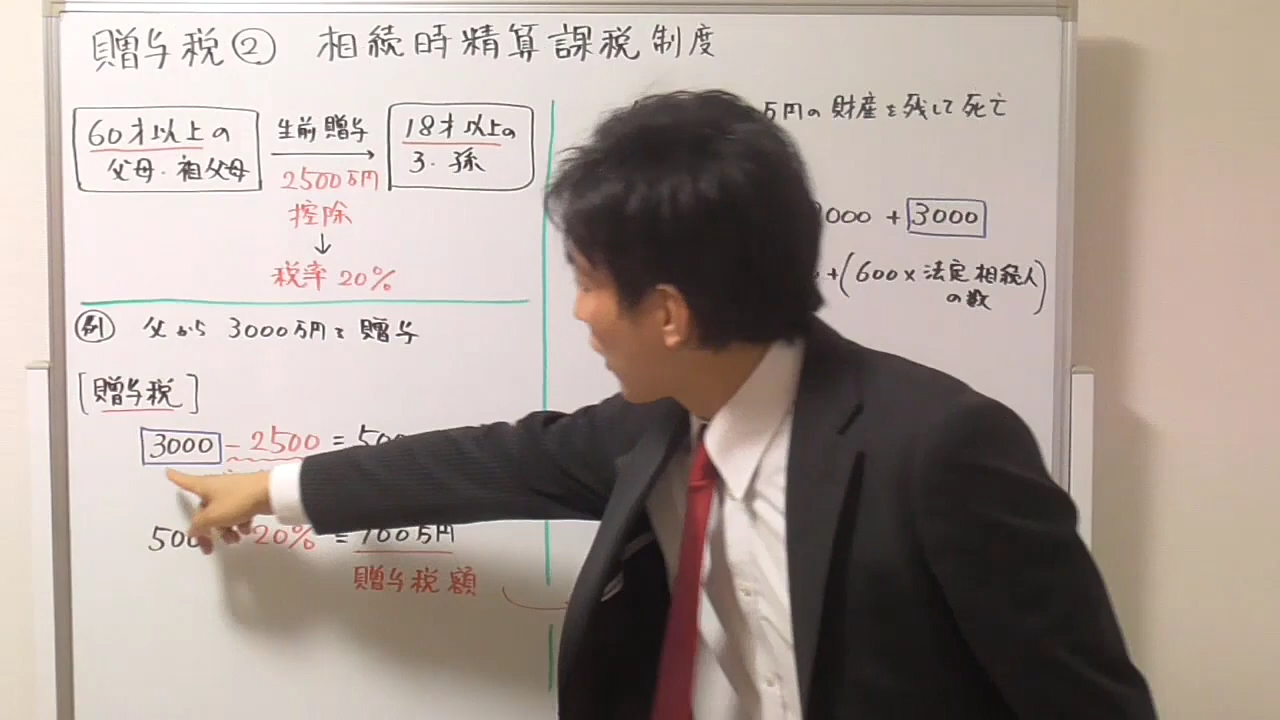 贈与税② 相続時精算課税制度
60才以上の
父母・祖父母
生前贈与
2500万円
控除
↓
税率20%
18才以上の
子・孫
例 父から 3000万円を贈与
[贈与税]
3000 - 2500 = 500
500 20% = 100万円
贈与税額
万円の財産を残して死亡
000 + 3000
+(600×法定相続人
の数)